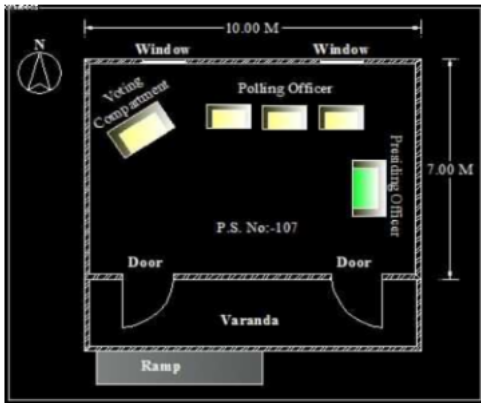 10.00 M
N
Window
Window
Voting
Compartment
Polling Officer
Presiding Officer
7.00 M
P.S. No:-107
Door
Door
Varanda
Ramp